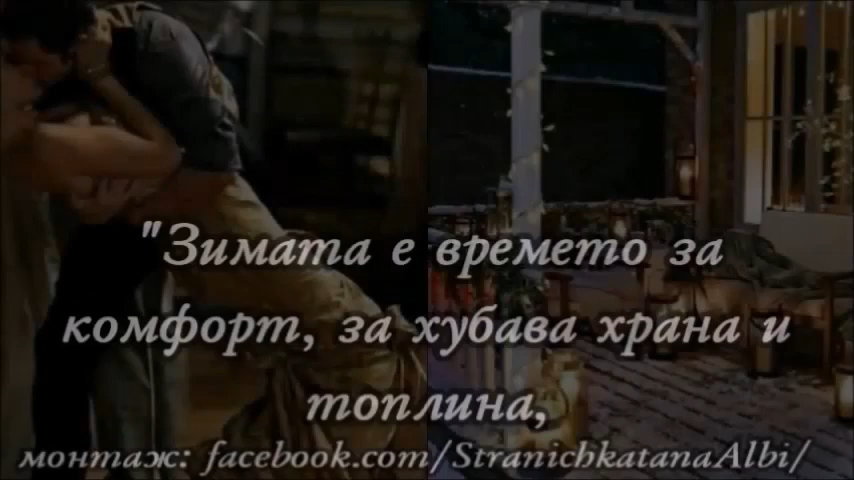 "Зимата е времето за
комфорт, за хубава храна и
топлина,
монтаж: facebook.com/StranichkatanaAlbi/